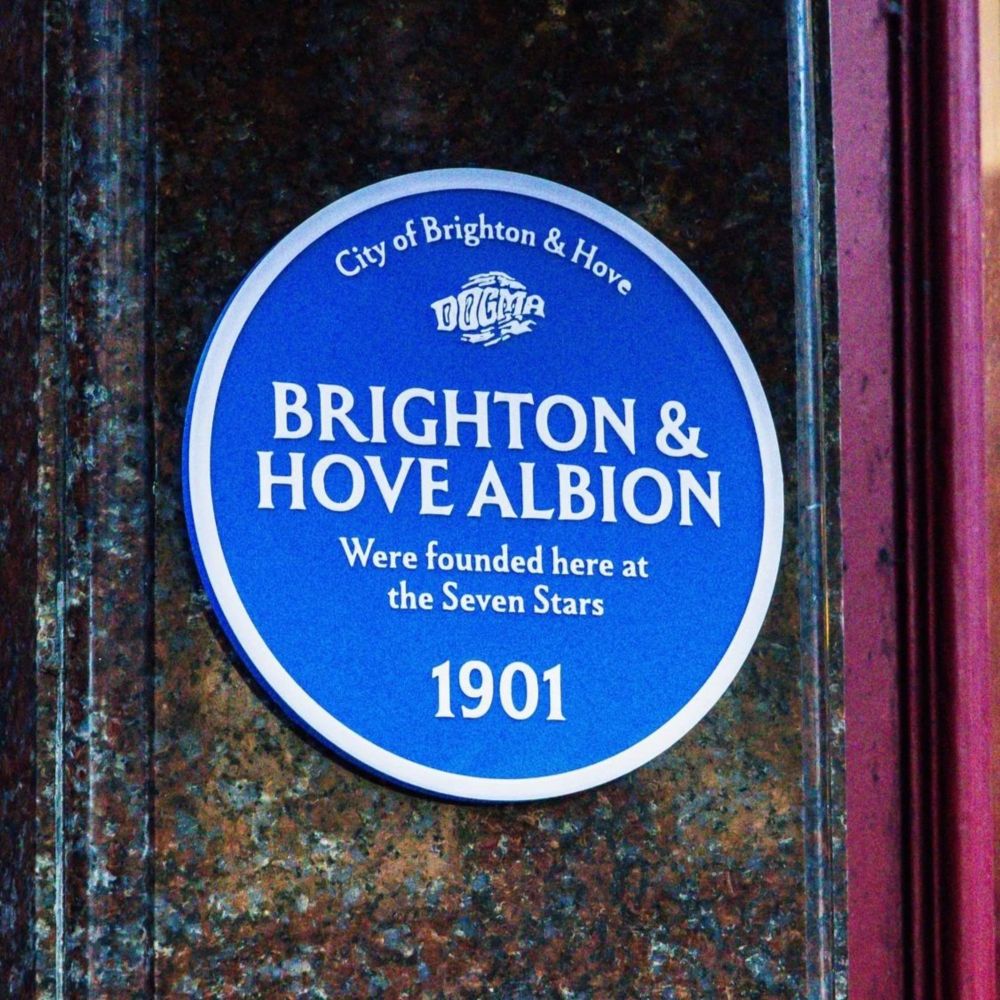 City of Brighton & Hove
DOGMA
BRIGHTON &
HOVE ALBION
Were founded here at
the Seven Stars
1901